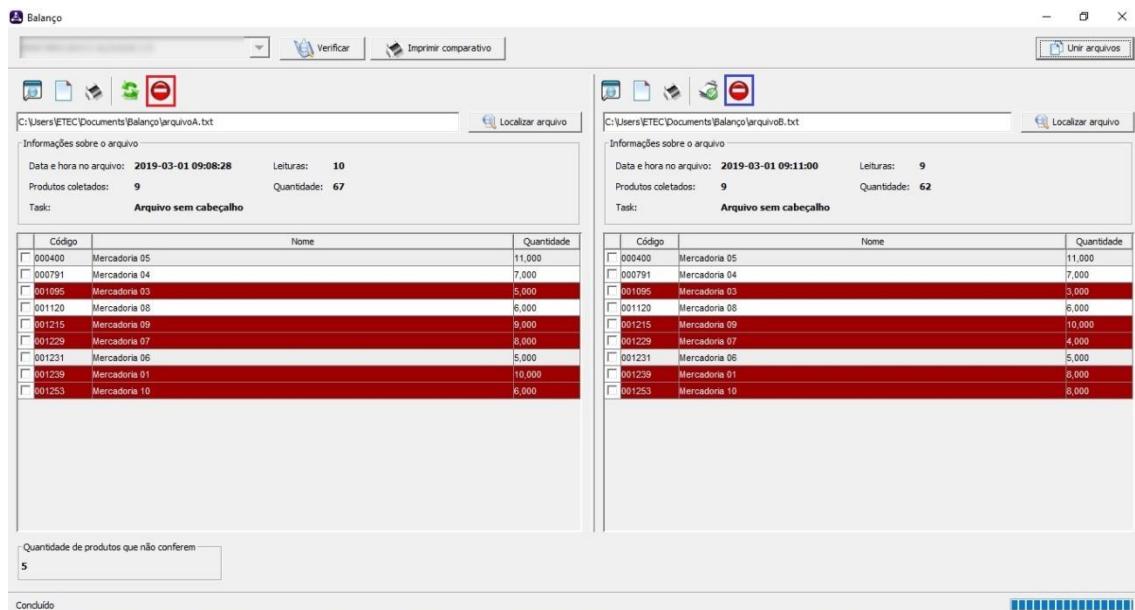 Balanço
Verificar
Imprimir comparativo
Unir arquivos
C:\Users\ETEC\Documents\Balanço\arquivoA.txt
Localizar arquivo
Informações sobre o arquivo
Data e hora no arquivo: 2019-03-01 09:08:28 Leituras: 10
Produtos coletados: 9 Quantidade: 67
Task: Arquivo sem cabeçalho
Código Nome Quantidade
000400 Mercadoria 05 11,000
000791 Mercadoria 04 7,000
001095 Mercadoria 03 5,000
001120 Mercadoria 08 6,000
001215 Mercadoria 09 9,000
001229 Mercadoria 07 8,000
001231 Mercadoria 06 5,000
001239 Mercadoria 01 10,000
001253 Mercadoria 10 6,000
C:\Users\ETEC\Documents\Balanço\arquivoB.txt
Localizar arquivo
Informações sobre o arquivo
Data e hora no arquivo: 2019-03-01 09:11:00 Leituras: 9
Produtos coletados: 9 Quantidade: 62
Task: Arquivo sem cabeçalho
Código Nome Quantidade
000400 Mercadoria 05 11,000
000791 Mercadoria 04 7,000
001095 Mercadoria 03 3,000
001120 Mercadoria 08 6,000
001215 Mercadoria 09 10,000
001229 Mercadoria 07 4,000
001231 Mercadoria 06 5,000
001239 Mercadoria 01 8,000
001253 Mercadoria 10 8,000
Quantidade de produtos que não conferem
5
Concluído